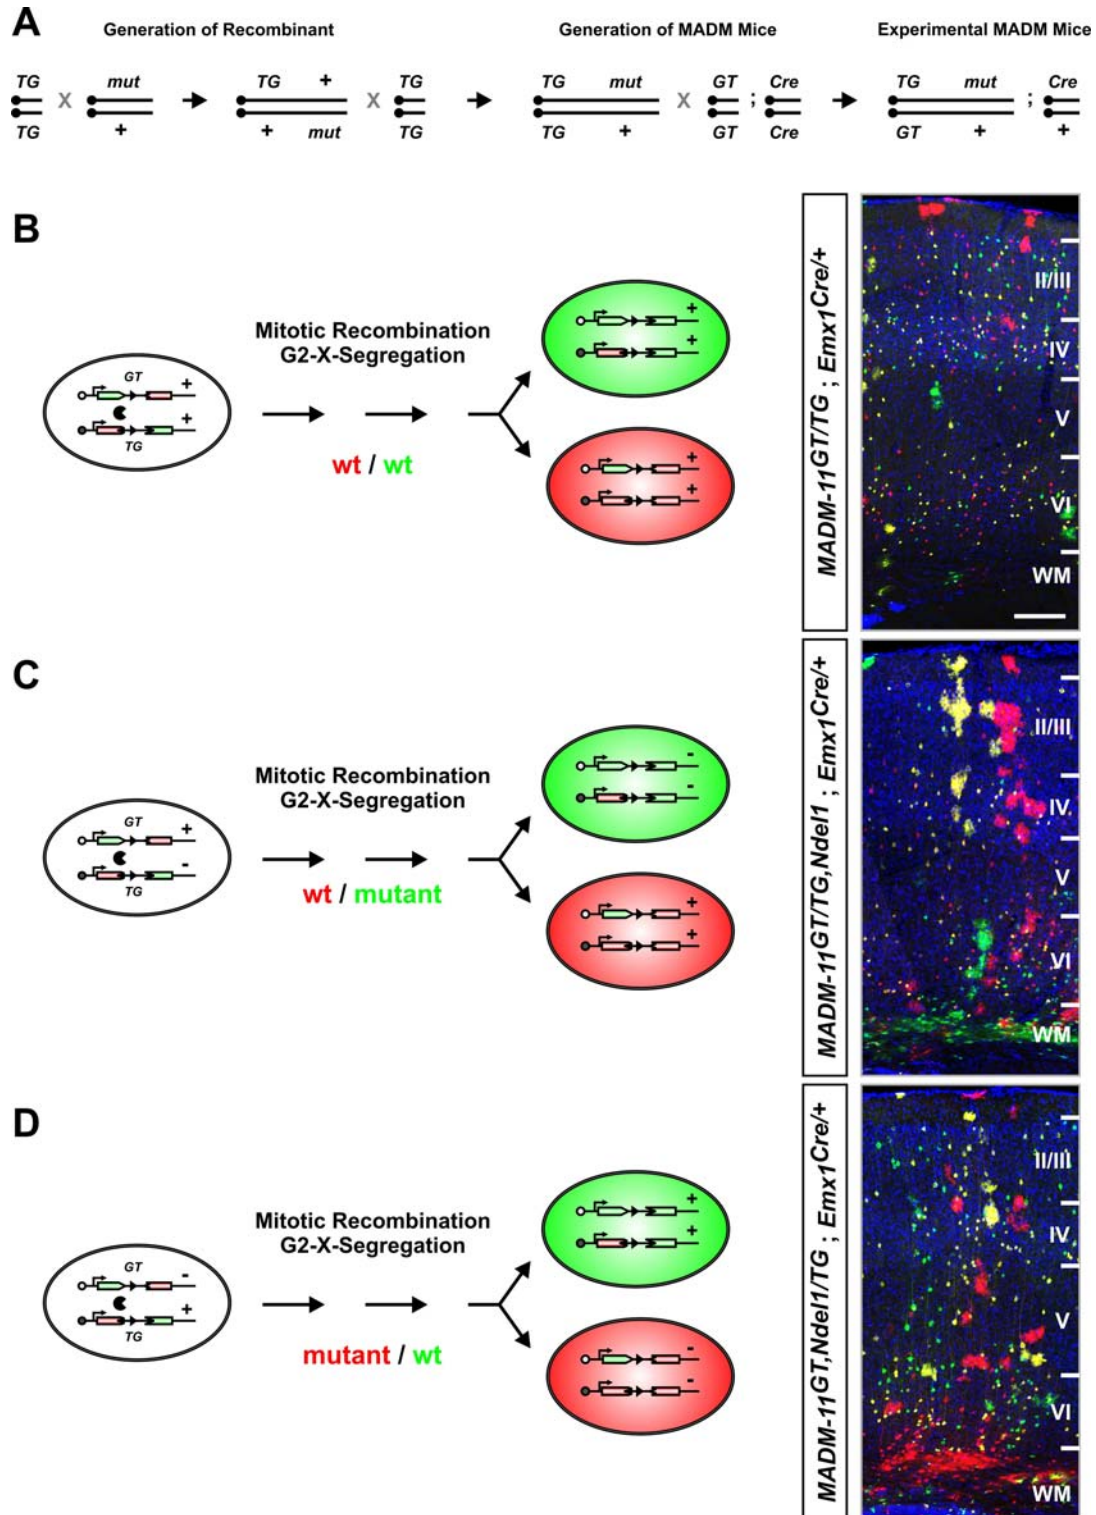 A
Generation of Recombinant
Generation of MADM Mice
Experimental MADM Mice
TG mut TG + TG TG mut GT Cre TG mut Cre
X X X ; ;
TG + + mut TG TG + GT Cre GT + +
B
GT
+
+
TG
Mitotic Recombination
G2-X-Segregation
wt / wt
+
+
+
+
MADM-11GT/TG ; Emx1Cre/+
II/III
IV
V
VI
WM
C
GT
+
-
TG
Mitotic Recombination
G2-X-Segregation
wt / mutant
-
-
+
+
MADM-11GT/TG,Ndel1 ; Emx1Cre/+
II/III
IV
V
VI
WM
D
GT
-
+
TG
Mitotic Recombination
G2-X-Segregation
mutant / wt
+
+
-
-
MADM-11GT,Ndel1/TG ; Emx1Cre/+
II/III
IV
V
VI
WM